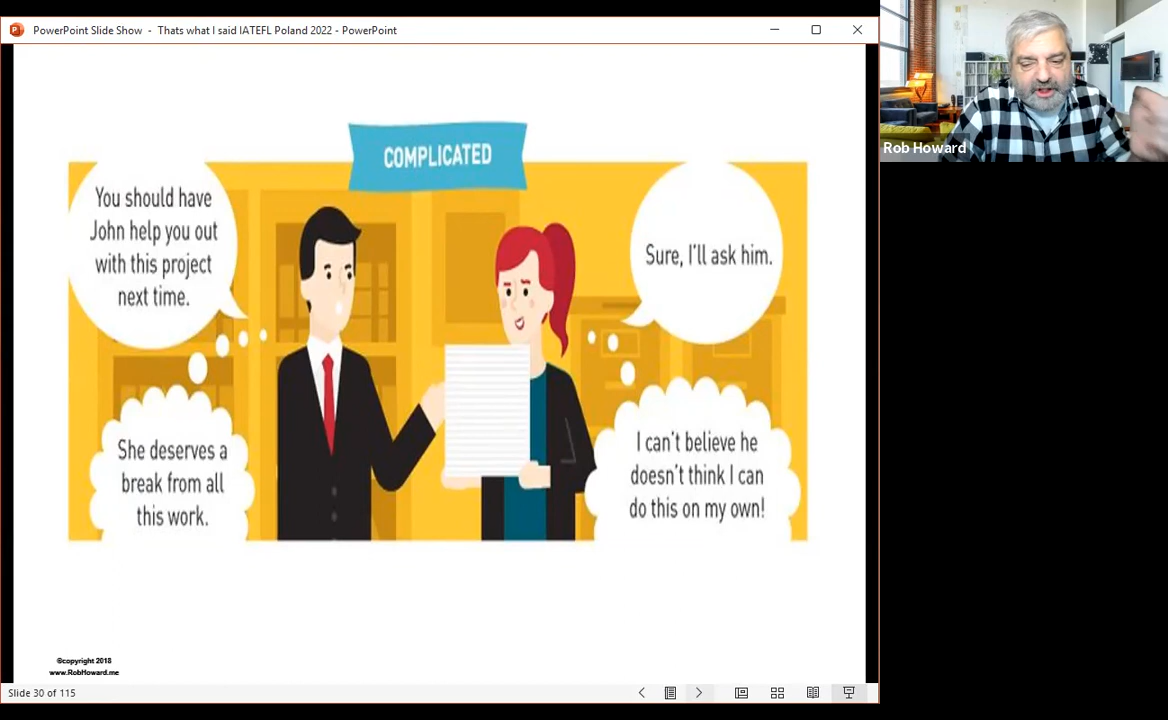 PowerPoint Slide Show - Thats what I said IATEFL Poland 2022 - PowerPoint
Rob Howard
COMPLICATED
You should have
John help you out
with this project
next time.
Sure, I'll ask him.
She deserves a
break from all
this work.
I can't believe he
doesn't think I can
do this on my own!
©copyright 2018
www.RobHoward.me
Slide 30 of 115